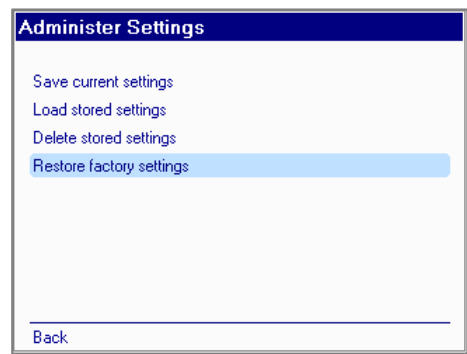 Administer Settings
Save current settings
Load stored settings
Delete stored settings
Restore factory settings
Back